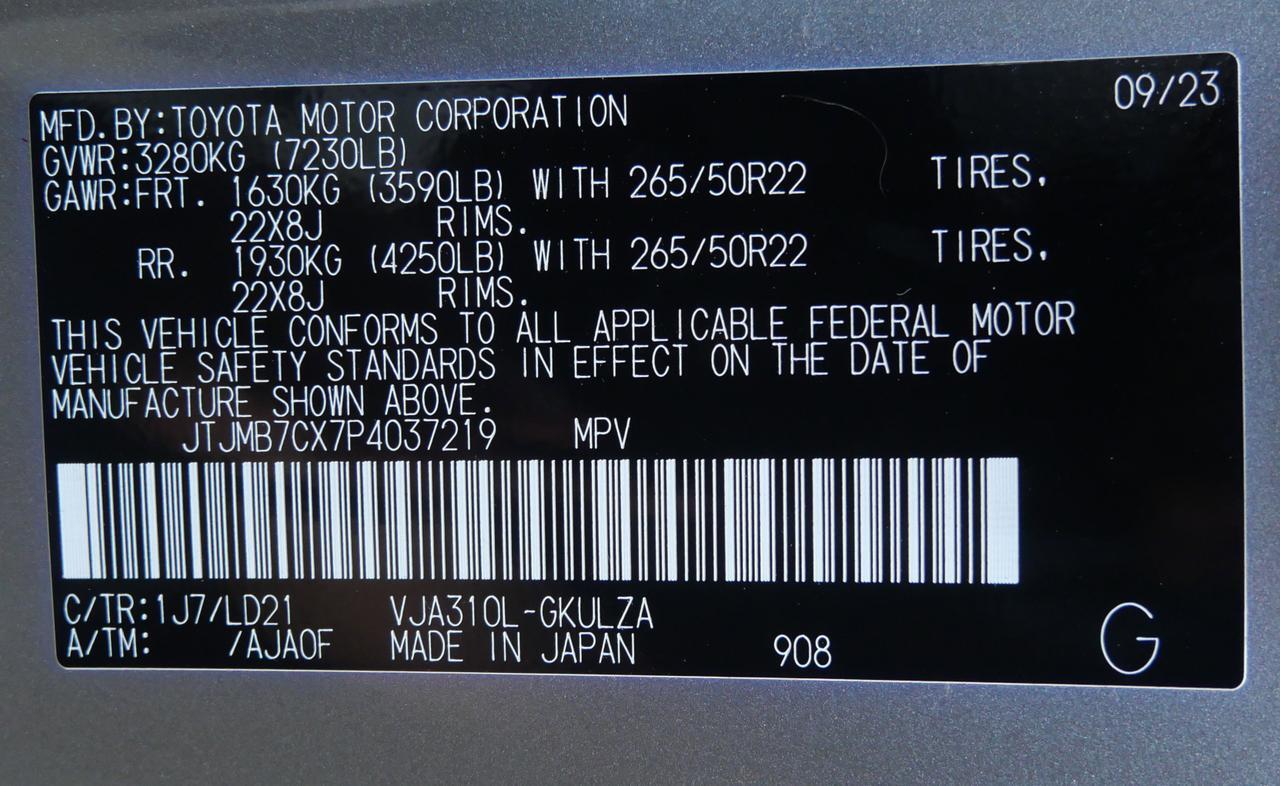 09/23
MFD.BY:TOYOTA MOTOR CORPORATION
GVWR:3280KG (7230LB)
GAWR:FRT. 1630KG (3590LB) WITH 265/50R22 TIRES.
22X8J RIMS.
RR. 1930KG (4250LB) WITH 265/50R22 TIRES.
22X8J RIMS.
THIS VEHICLE CONFORMS TO ALL APPLICABLE FEDERAL MOTOR
VEHICLE SAFETY STANDARDS IN EFFECT ON THE DATE OF
MANUFACTURE SHOWN ABOVE.
JTJMB7CX7P4037219 MPV
C/TR:1J7/LD21 VJA310L-GKULZA
A/TM: /AJA0F MADE IN JAPAN 908
G